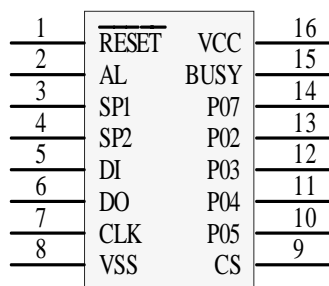 1 RESET VCC 16
2 AL BUSY 15
3 SP1 P07 14
4 SP2 P02 13
5 DI P03 12
6 DO P04 11
7 CLK P05 10
8 VSS CS 9